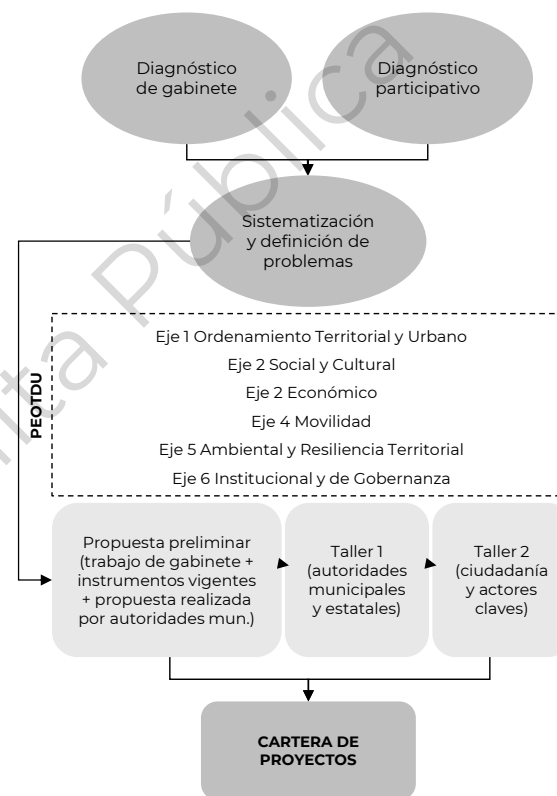 Diagnóstico
de gabinete
Diagnóstico
participativo
Sistematización
y definición de
problemas
PEOTDU
Eje 1 Ordenamiento Territorial y Urbano
Eje 2 Social y Cultural
Eje 2 Económico
Eje 4 Movilidad
Eje 5 Ambiental y Resiliencia Territorial
Eje 6 Institucional y de Gobernanza
Propuesta preliminar
(trabajo de gabinete +
instrumentos vigentes
+ propuesta realizada
por autoridades mun.)
Taller 1
(autoridades
municipales
y estatales)
Taller 2
(ciudadanía
y actores
claves)
CARTERA DE
PROYECTOS
Pública